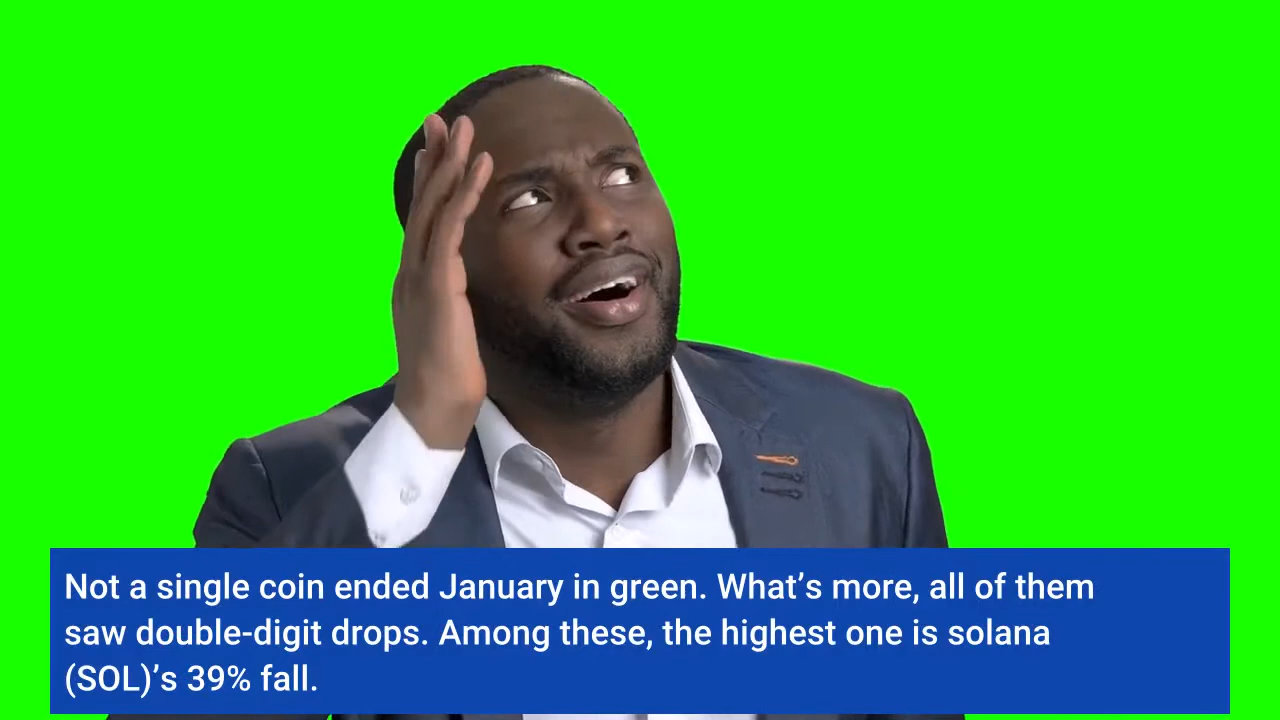 Not a single coin ended January in green. What’s more, all of them
saw double-digit drops. Among these, the highest one is solana
(SOL)’s 39% fall.